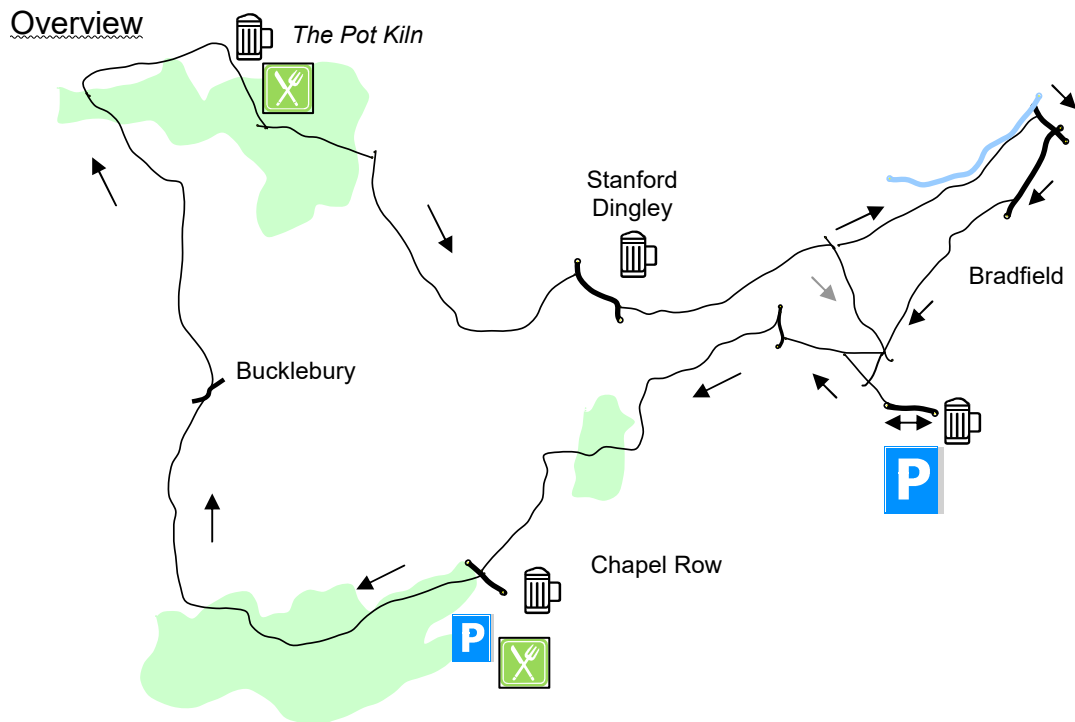 Overview
The Pot Kiln
Stanford
Dingley
Bradfield
Bucklebury
P
Chapel Row
P